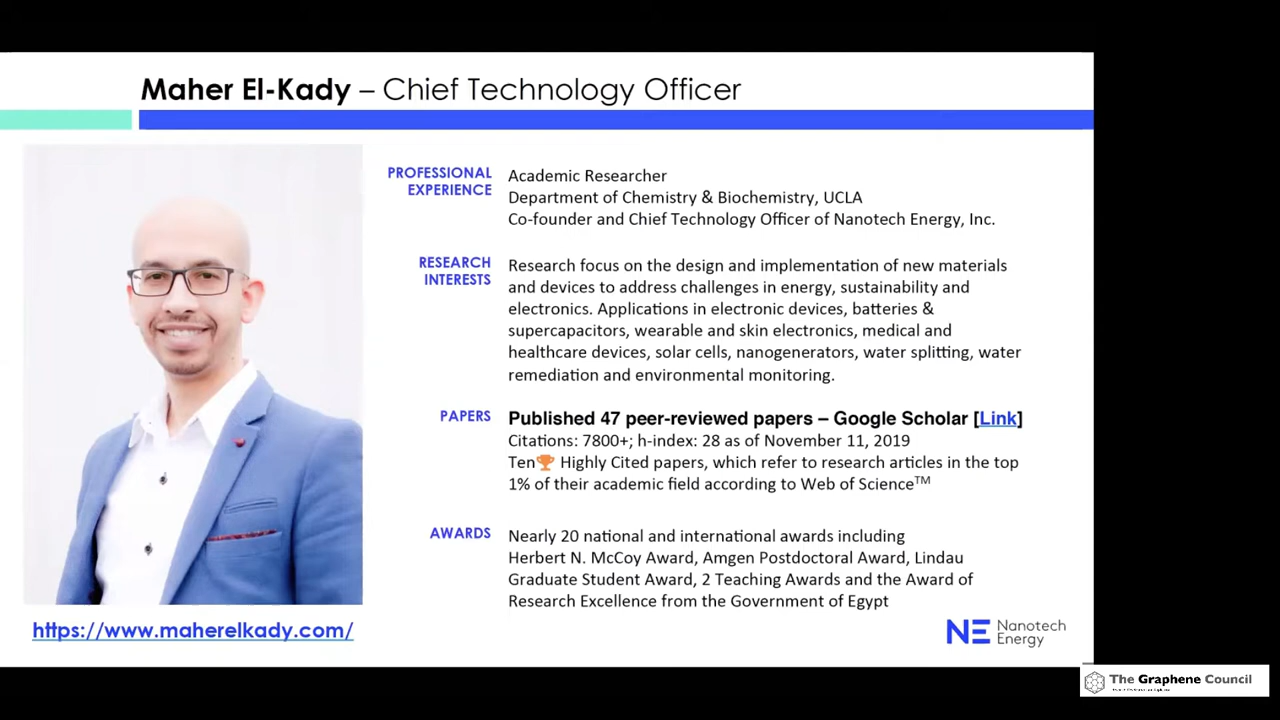 Maher El-Kady – Chief Technology Officer
PROFESSIONAL
EXPERIENCE
Academic Researcher
Department of Chemistry & Biochemistry, UCLA
Co-founder and Chief Technology Officer of Nanotech Energy, Inc.
RESEARCH
INTERESTS
Research focus on the design and implementation of new materials
and devices to address challenges in energy, sustainability and
electronics. Applications in electronic devices, batteries &
supercapacitors, wearable and skin electronics, medical and
healthcare devices, solar cells, nanogenerators, water splitting, water
remediation and environmental monitoring.
PAPERS
Published 47 peer-reviewed papers – Google Scholar [Link]
Citations: 7800+; h-index: 28 as of November 11, 2019
Ten🏆 Highly Cited papers, which refer to research articles in the top
1% of their academic field according to Web of Science™
AWARDS
Nearly 20 national and international awards including
Herbert N. McCoy Award, Amgen Postdoctoral Award, Lindau
Graduate Student Award, 2 Teaching Awards and the Award of
Research Excellence from the Government of Egypt
https://www.maherelkady.com/
NE Nanotech
Energy
The Graphene Council